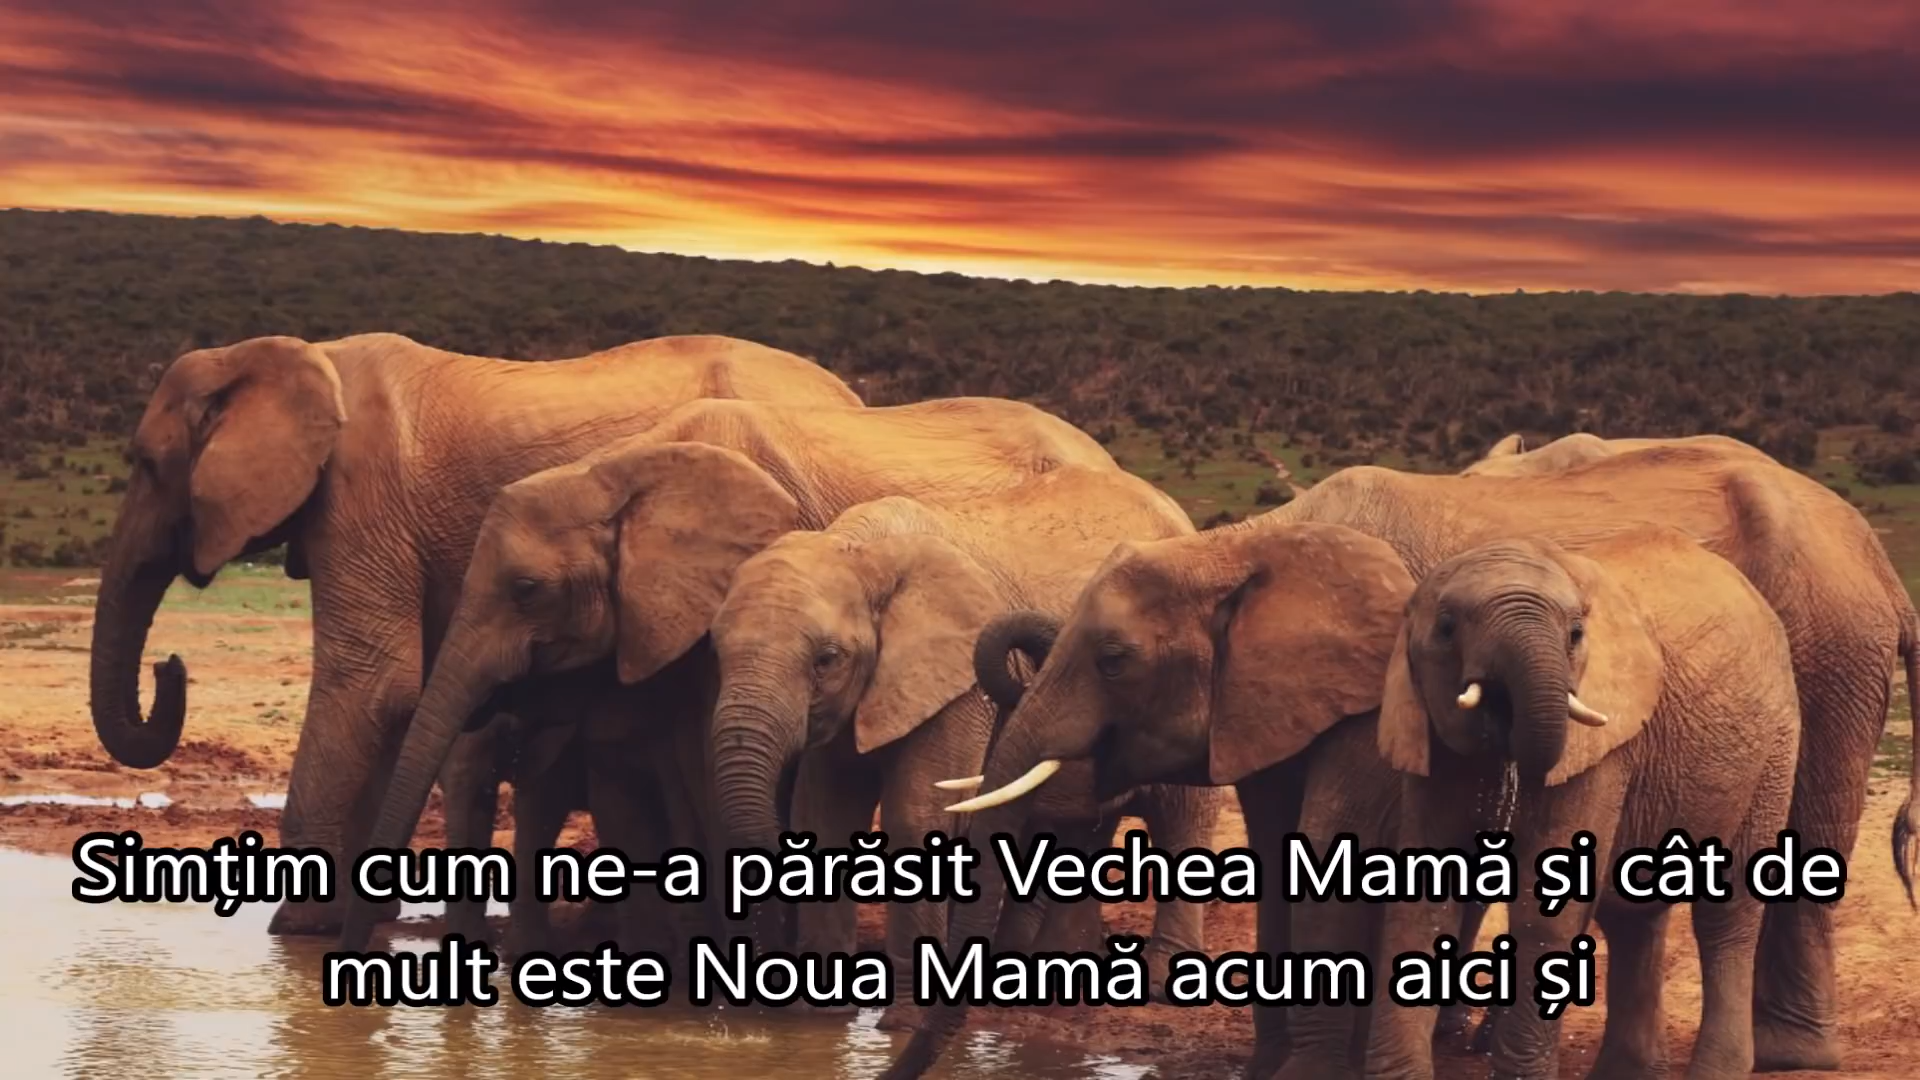 Simțim cum ne-a părăsit Vechea Mamă și cât de
mult este Noua Mamă acum aici și